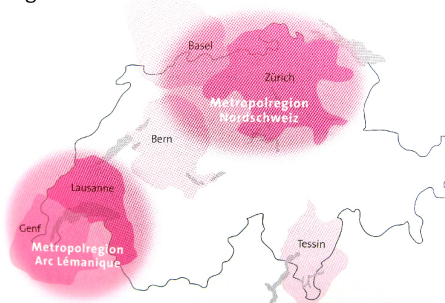 Basel
Zürich
Metropolregion
Nordschweiz
Bern
Lausanne
Genf
Metropolregion
Arc Lémanique
Tessin